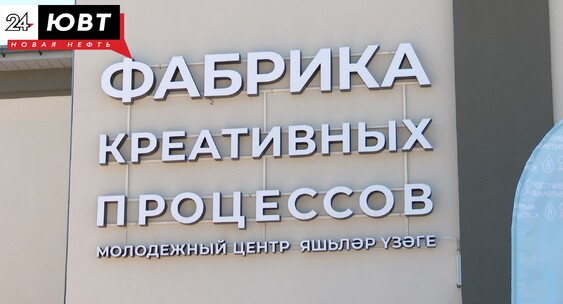 24 ЮВТ
НОВАЯ НЕФТЬ
ФАБРИКА
КРЕАТИВНЫХ
ПРОЦЕССОВ
МОЛОДЕЖНЫЙ ЦЕНТР ЯШЬЛӘР ҮЗӘГЕ